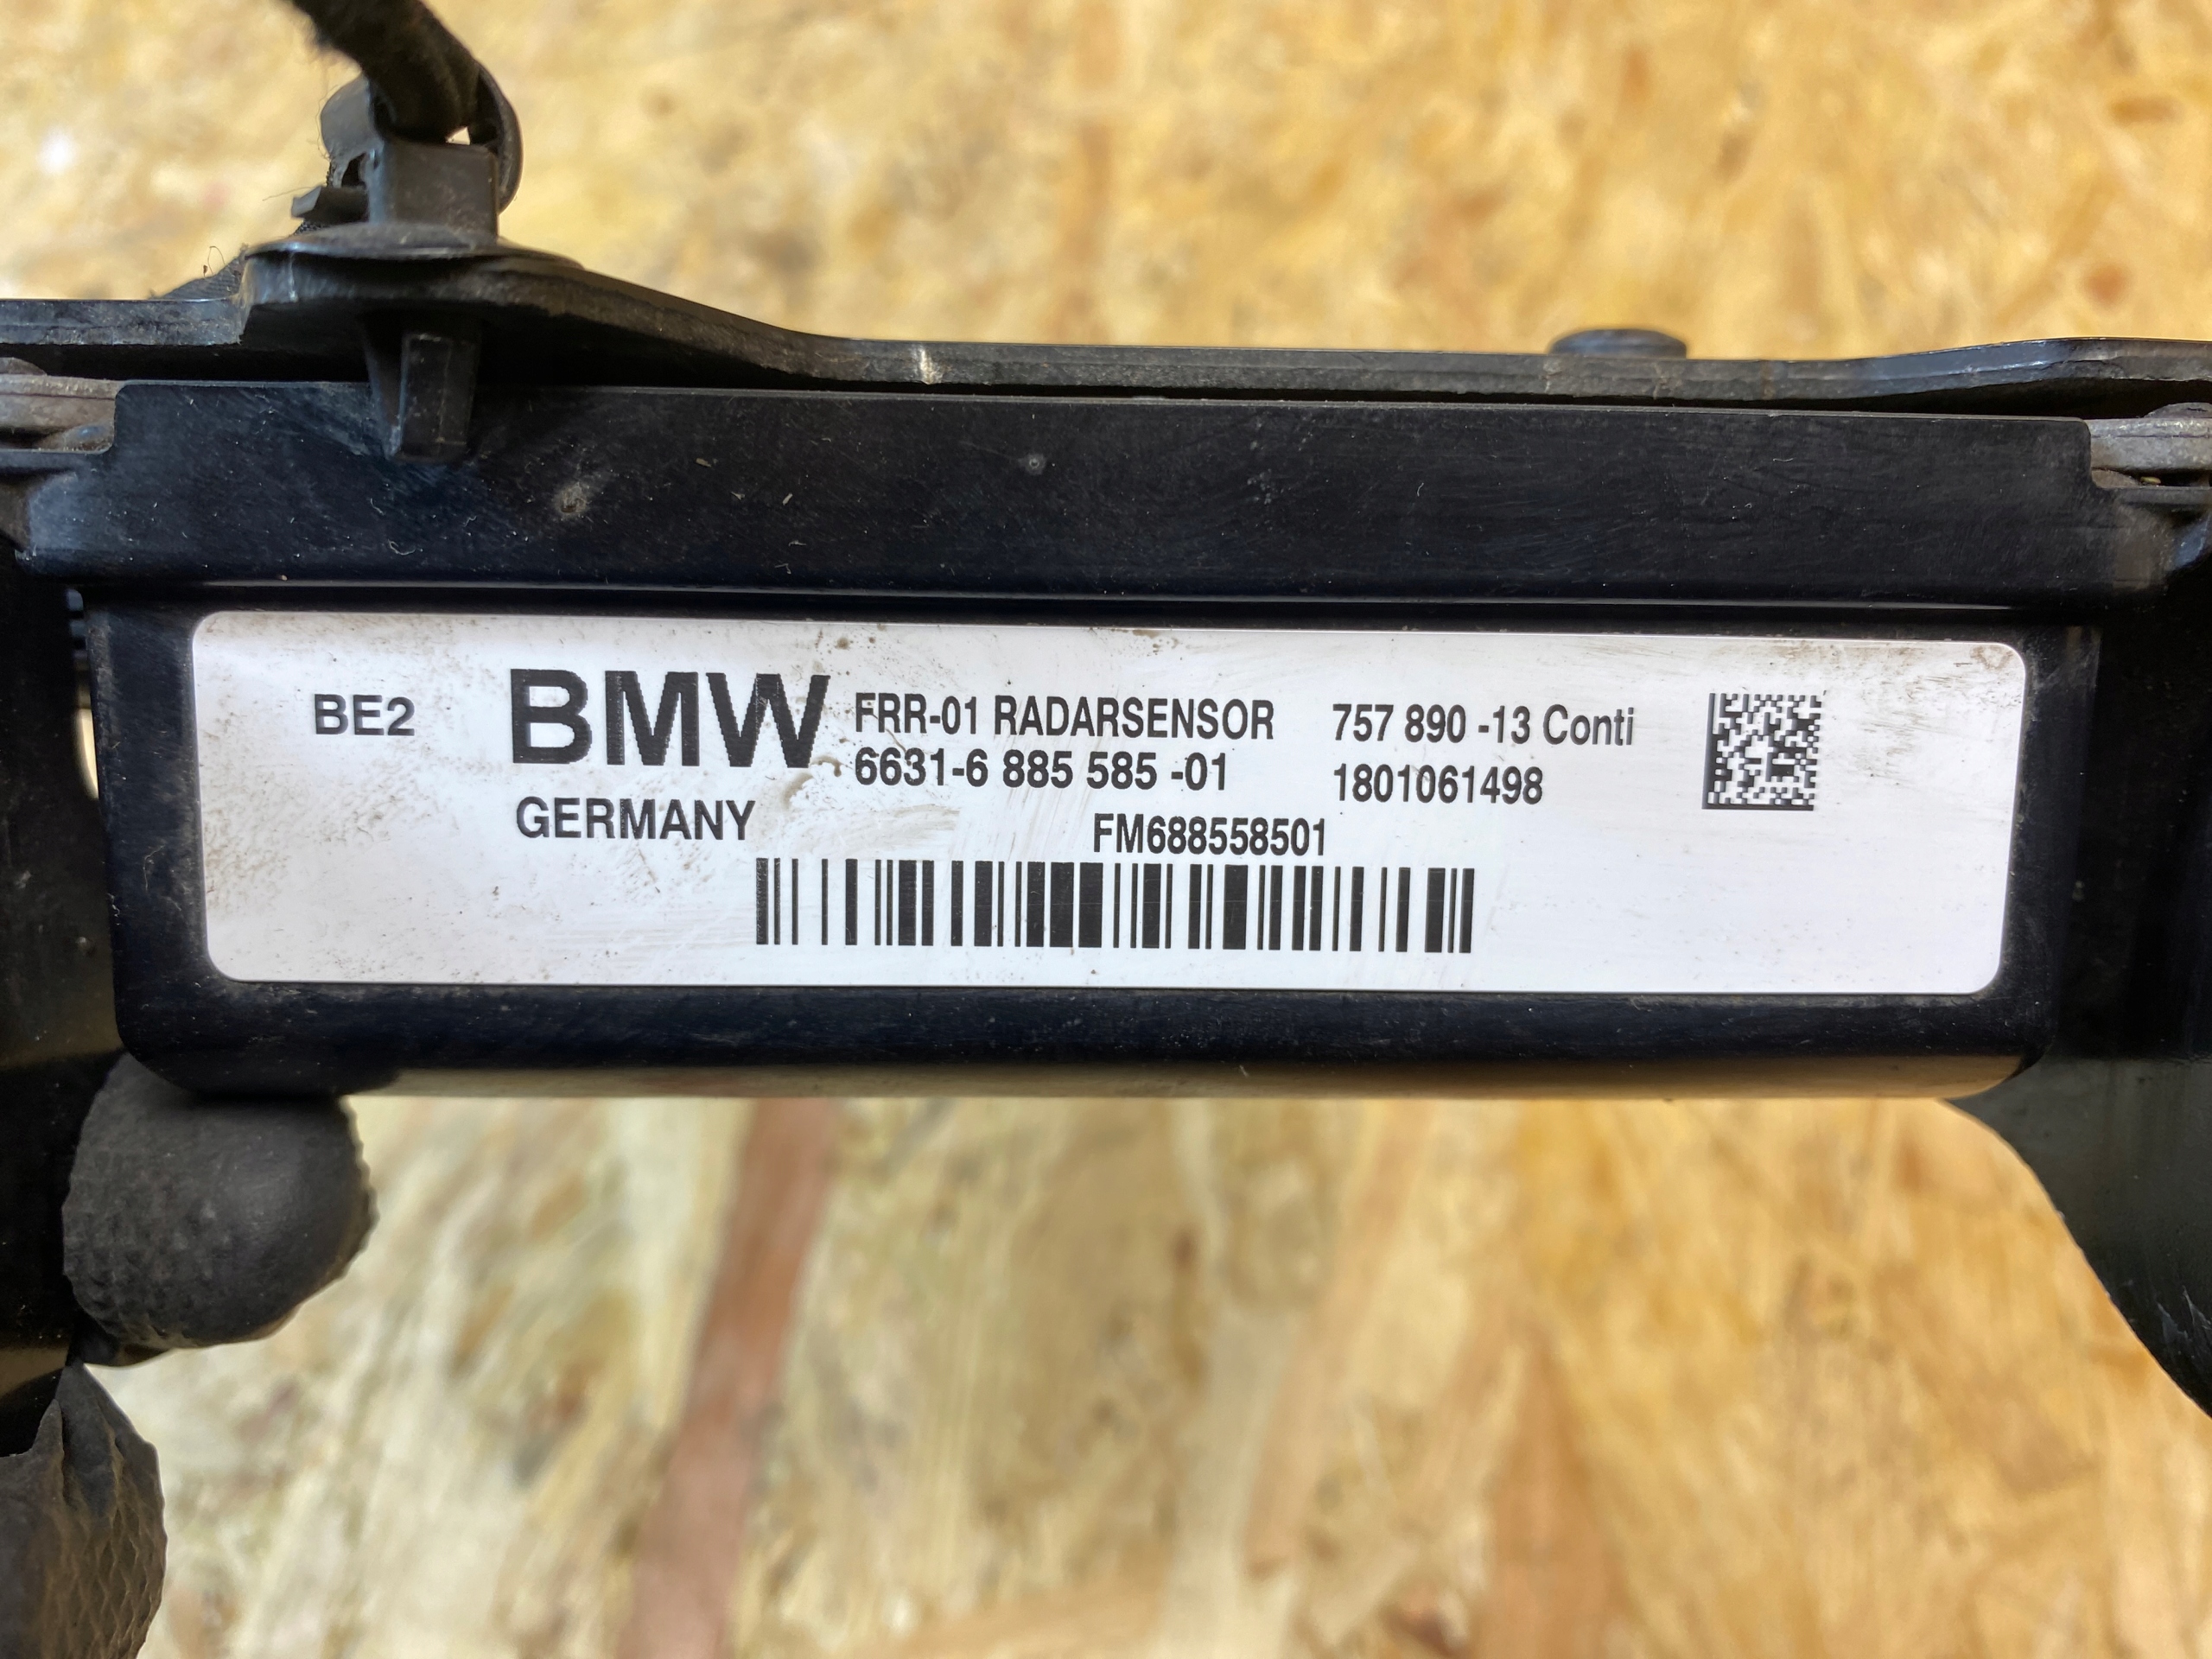 BE2
BMW
FRR-01 RADARSENSOR
757 890 -13 Conti
6631-6 885 585 -01
1801061498
GERMANY
FM688558501